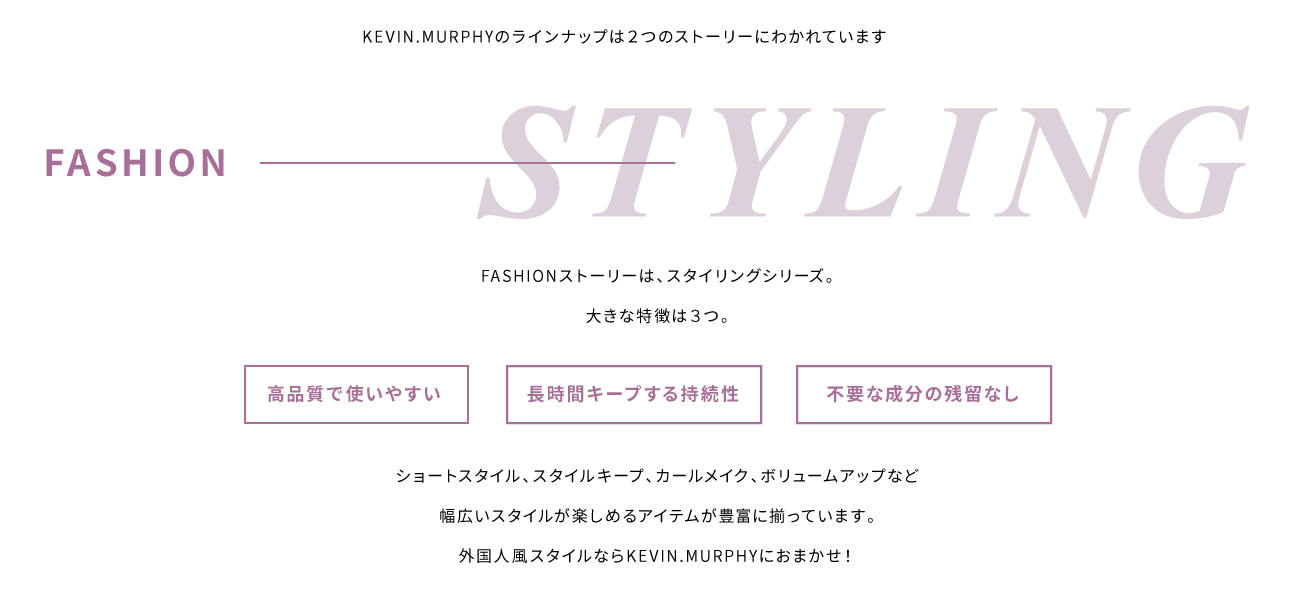 KEVIN.MURPHYのラインナップは２つのストーリーにわかれています
STYLING
FASHION
FASHIONストーリーは、スタイリングシリーズ。
大きな特徴は３つ。
高品質で使いやすい
長時間キープする持続性
不要な成分の残留なし
ショートスタイル、スタイルキープ、カールメイク、ボリュームアップなど
幅広いスタイルが楽しめるアイテムが豊富に揃っています。
外国人風スタイルならKEVIN.MURPHYにおまかせ！